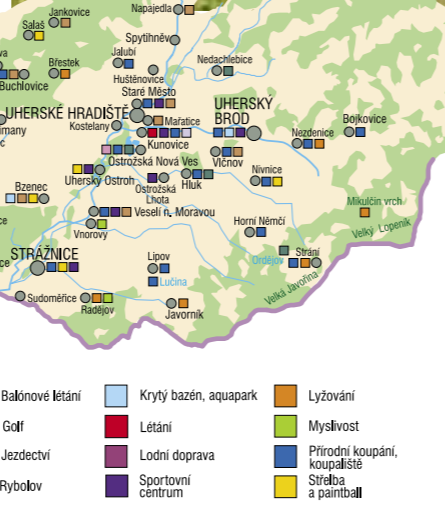 Napajedla
Jankovice
Salaš
Spytihněv
Jalubí
Nedachlebice
Břestek
Buchlovice
Huštěnovice
Staré Město
UHERSKÉ HRADIŠTĚ
Mařatice
UHERSKÝ
BROD
Bojkovice
Kostelany
Kunovice
Nezdenice
Vlčnov
Ostrožská Nová Ves
Uherský Ostroh
Hluk
Nivnice
Bzenec
Ostrožská
Lhota
Mikulčin vrch
Veselí n. Moravou
Horní Němčí
Velký Lopeník
Vnorovy
STRÁŽNICE
Lipov
Ordějov
Strání
Lučina
Velká Javořina
Sudoměřice
Radějov
Javorník
Balónové létání
Krytý bazén, aquapark
Lyžování
Golf
Létání
Myslivost
Jezdectví
Lodní doprava
Přírodní koupání,
koupaliště
Rybolov
Sportovní
centrum
Střelba
a paintball